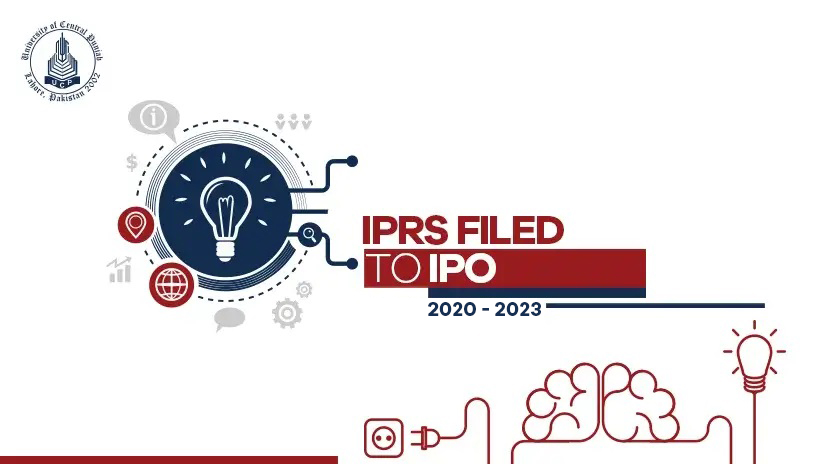 University of Central Punjab
UCP
Lahore, Pakistan 2002
i
$
IPRS FILED
TO IPO
2020 - 2023